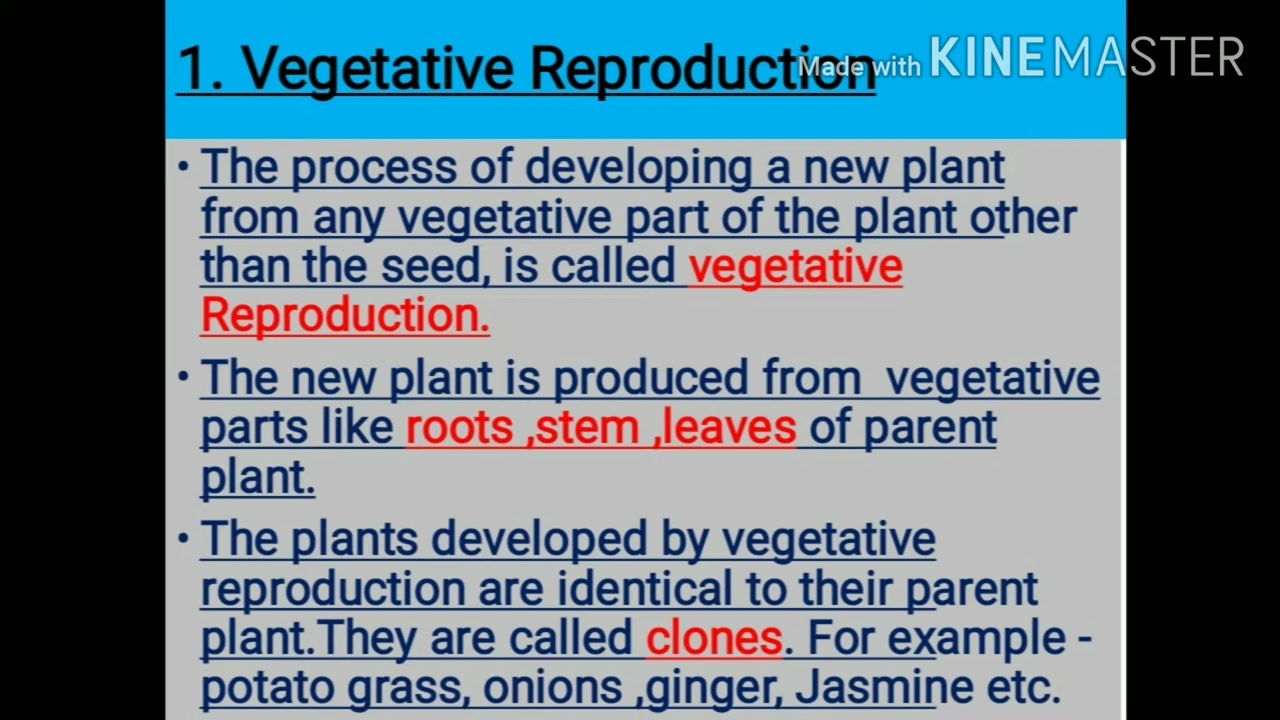 1. Vegetative Reproduction
Made with KINEMASTER
• The process of developing a new plant
from any vegetative part of the plant other
than the seed, is called vegetative
Reproduction.
• The new plant is produced from  vegetative
parts like roots ,stem ,leaves of parent
plant.
• The plants developed by vegetative
reproduction are identical to their parent
plant.They are called clones. For example -
potato grass, onions ,ginger, Jasmine etc.